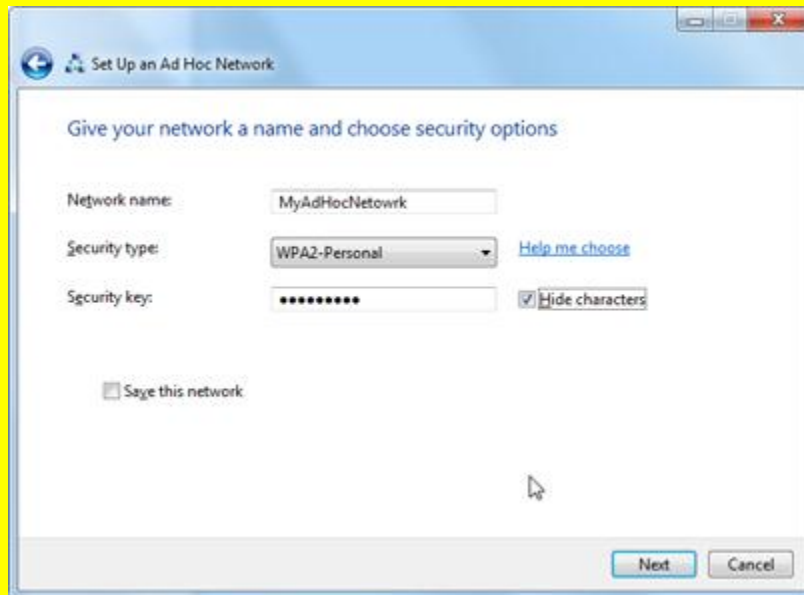 Set Up an Ad Hoc Network
Give your network a name and choose security options
Network name: MyAdHocNetowrk
Security type: WPA2-Personal Help me choose
Security key: ●●●●●●●●● Hide characters
Save this network
Next Cancel